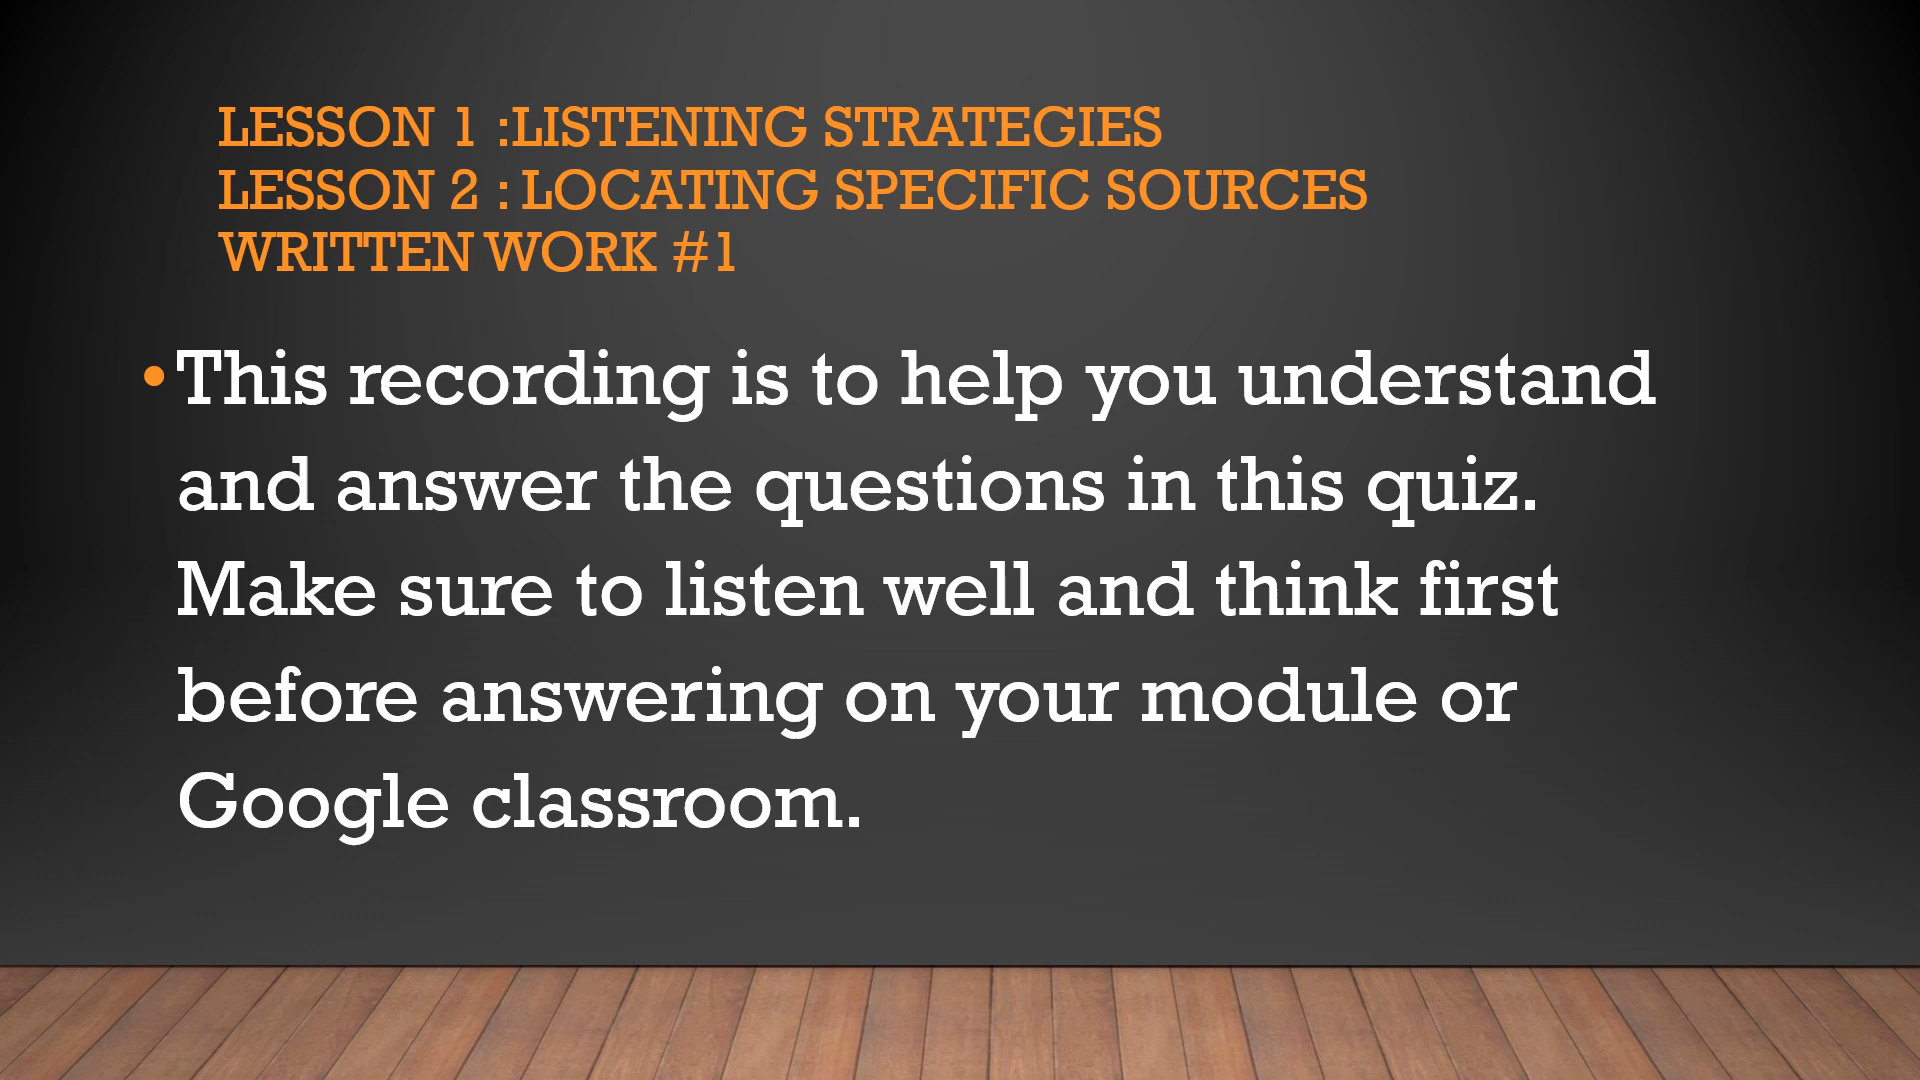 LESSON 1 :LISTENING STRATEGIES
LESSON 2 : LOCATING SPECIFIC SOURCES
WRITTEN WORK #1
• This recording is to help you understand
and answer the questions in this quiz.
Make sure to listen well and think first
before answering on your module or
Google classroom.